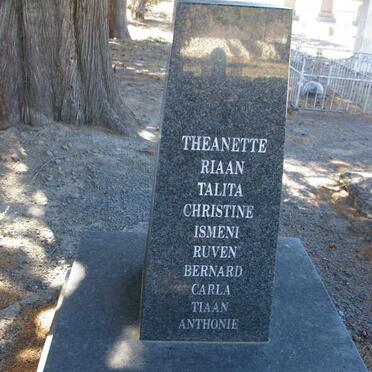 THEANETTE
RIAAN
TALITA
CHRISTINE
ISMENI
RUVEN
BERNARD
CARLA
TIAAN
ANTHONIE